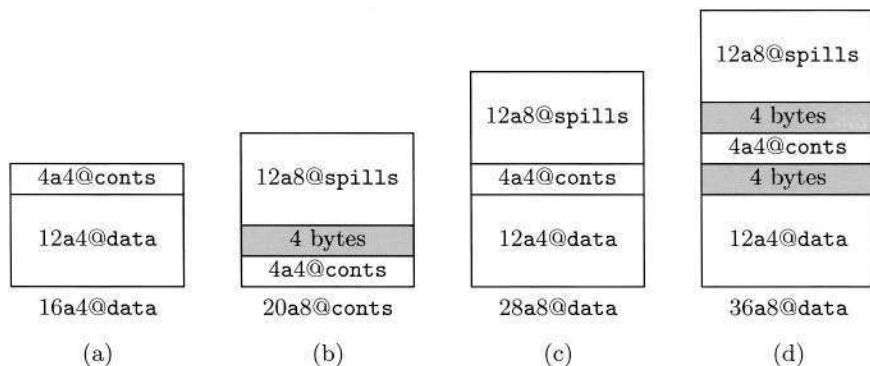 4a4@conts
12a4@data
16a4@data
(a)
12a8@spills
4 bytes
4a4@conts
20a8@conts
(b)
12a8@spills
4a4@conts
12a4@data
28a8@data
(c)
12a8@spills
4 bytes
4a4@conts
4 bytes
12a4@data
36a8@data
(d)